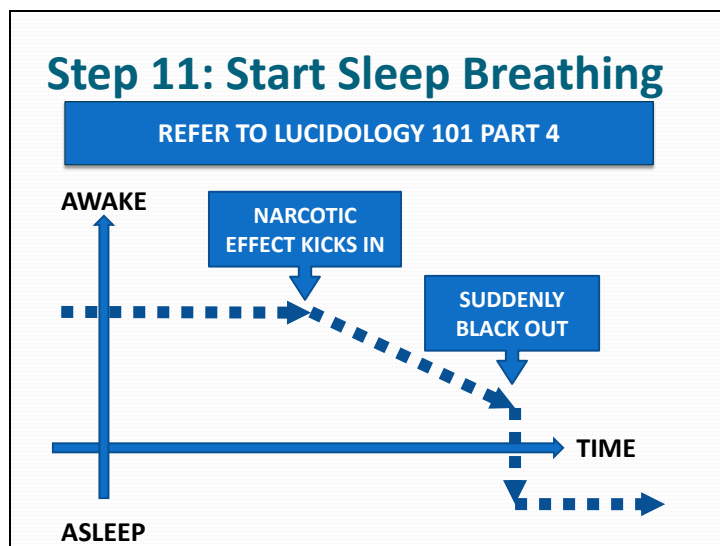 Step 11: Start Sleep Breathing
REFER TO LUCIDOLOGY 101 PART 4
AWAKE
NARCOTIC
EFFECT KICKS IN
SUDDENLY
BLACK OUT
TIME
ASLEEP